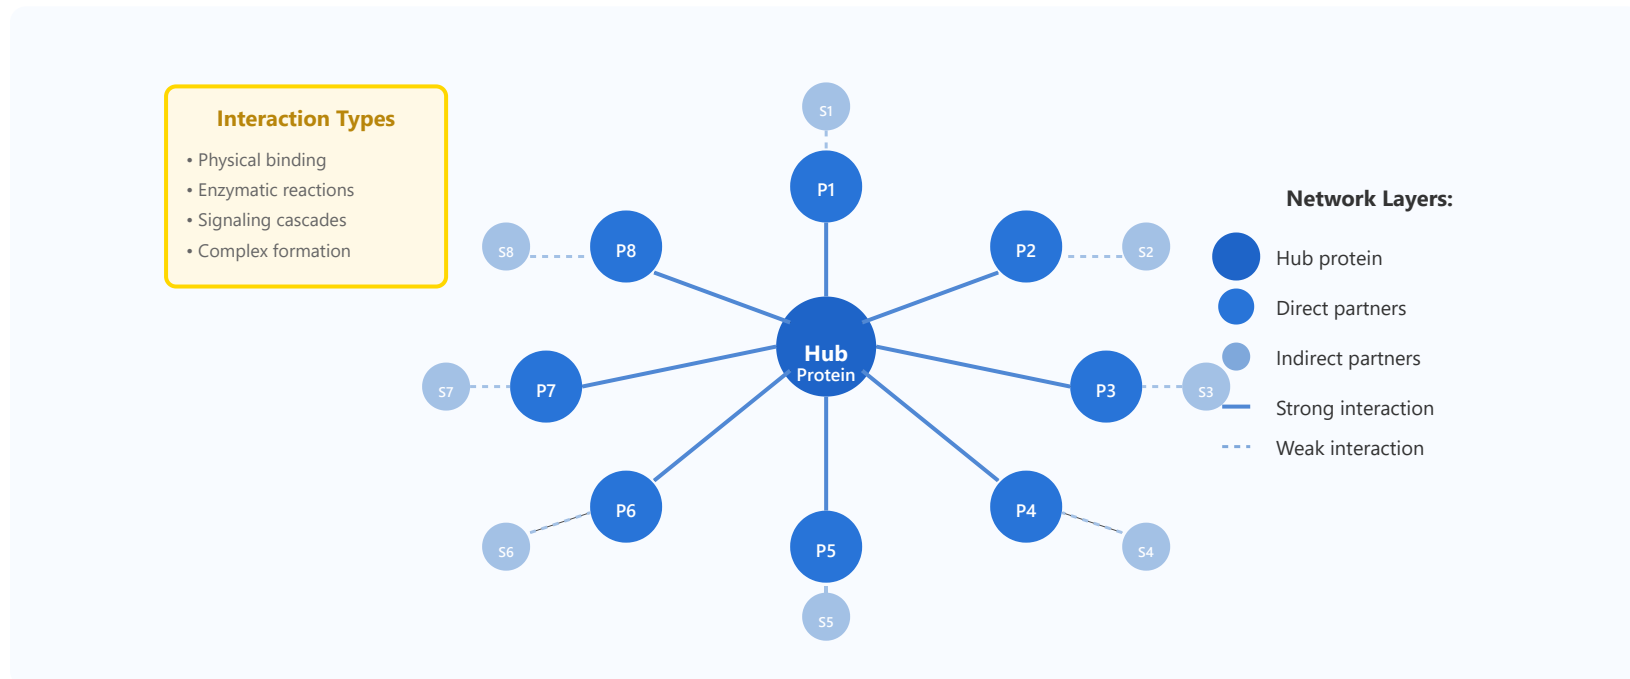 Interaction Types
• Physical binding
• Enzymatic reactions
• Signaling cascades
• Complex formation
S1
P1
S8
P8
P2
S2
Hub
Protein
S7
P7
P3
S3
S6
P6
P4
S4
P5
S5
Network Layers:
Hub protein
Direct partners
Indirect partners
Strong interaction
Weak interaction